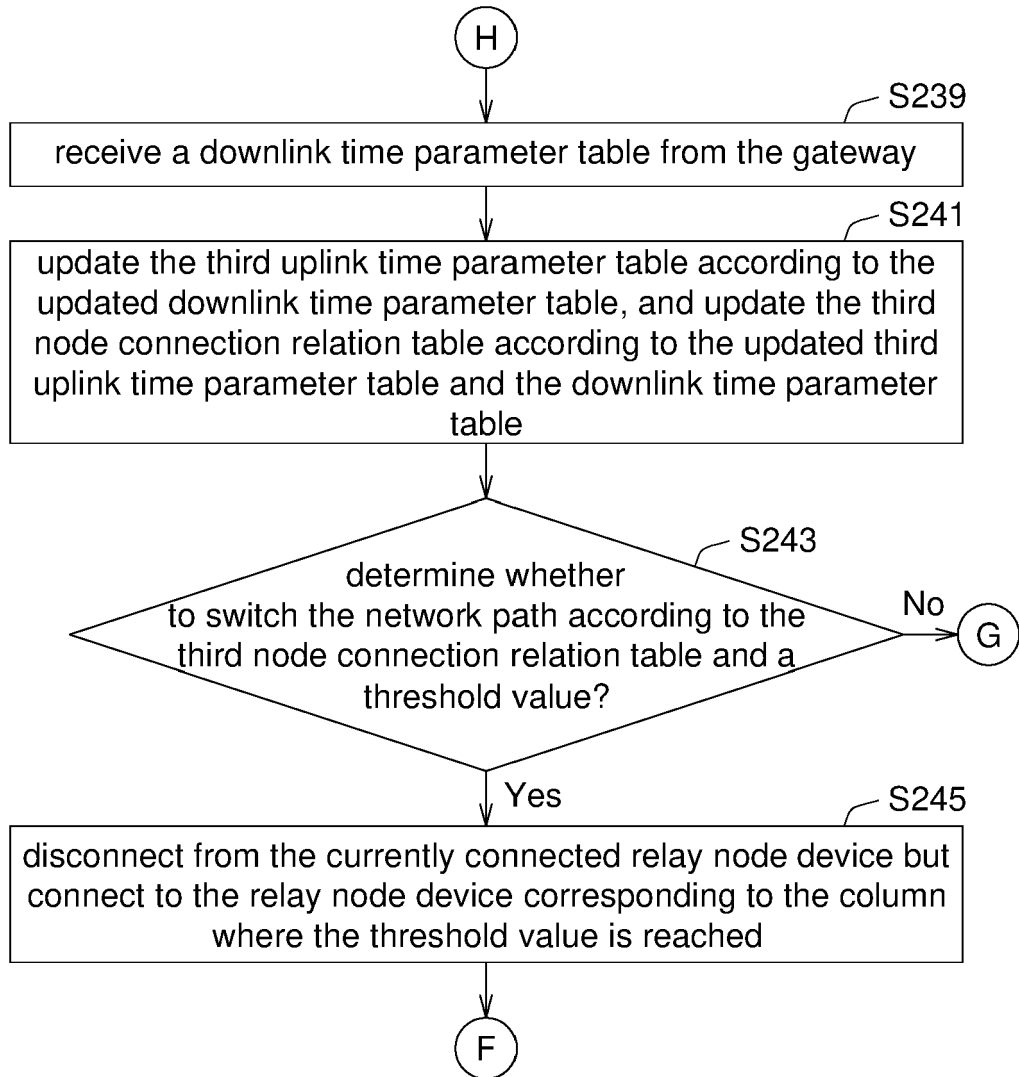 H
S239
receive a downlink time parameter table from the gateway
S241
update the third uplink time parameter table according to the
updated downlink time parameter table, and update the third
node connection relation table according to the updated third
uplink time parameter table and the downlink time parameter
table
S243
determine whether
to switch the network path according to the
third node connection relation table and a
threshold value?
No
G
Yes
S245
disconnect from the currently connected relay node device but
connect to the relay node device corresponding to the column
where the threshold value is reached
F